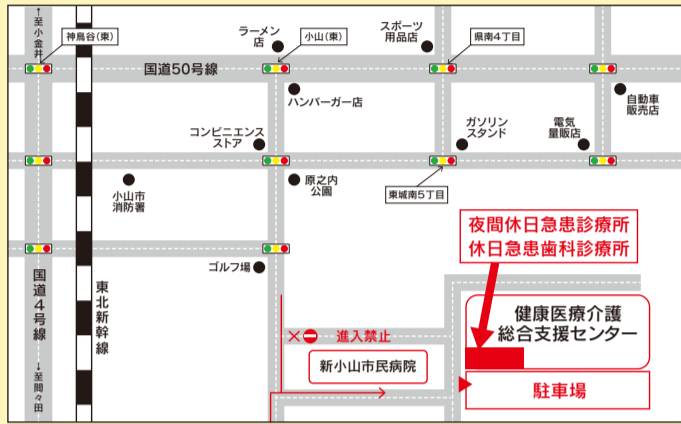 ←至小金井
神鳥谷(東)
ラーメン
店
小山(東)
スポーツ
用品店
県南4丁目
国道50号線
ハンバーガー店
自動車
販売店
コンビニエンス
ストア
ガソリン
スタンド
電気
量販店
小山市
消防署
原之内
公園
東城南5丁目
夜間休日急患診療所
休日急患歯科診療所
ゴルフ場
国道4号線
東北新幹線
健康医療介護
総合支援センター
進入禁止
新小山市民病院
駐車場
→至間々田